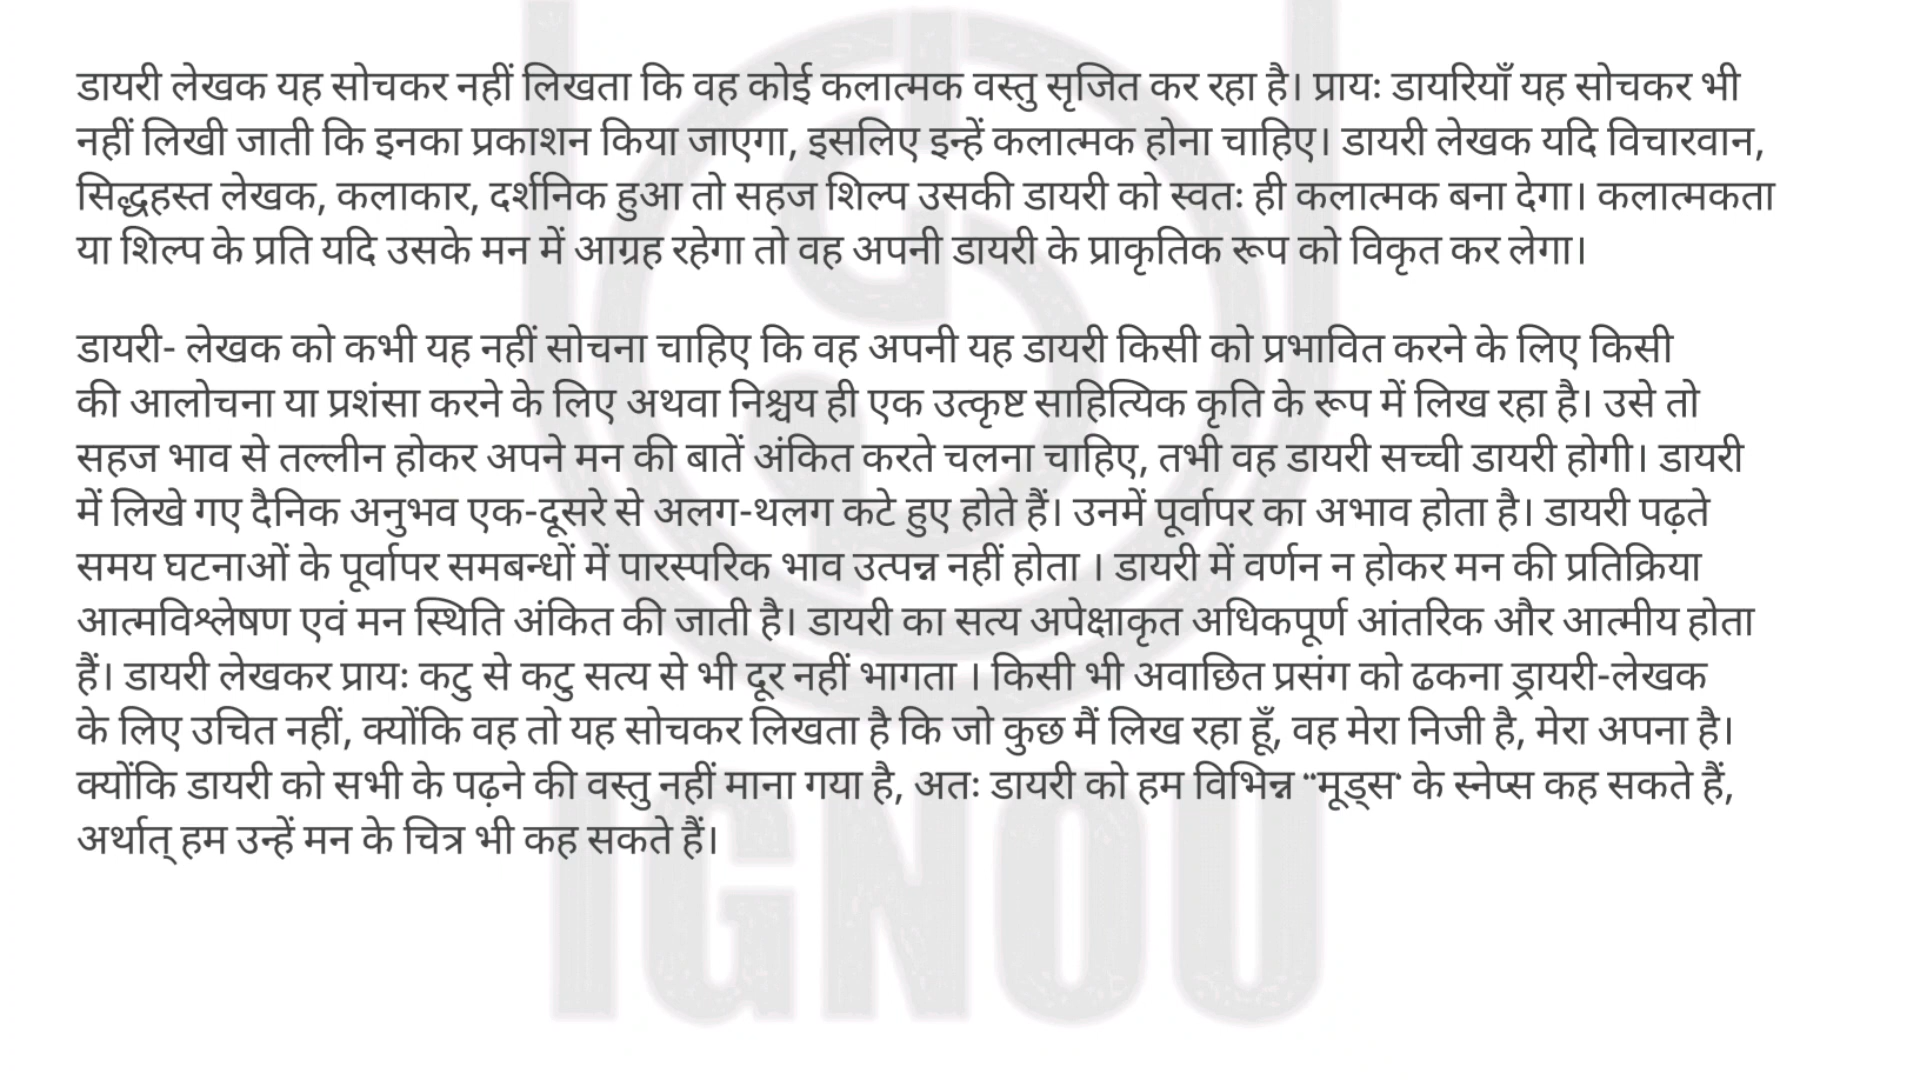 डायरी लेखक यह सोचकर नहीं लिखता कि वह कोई कलात्मक वस्तु सृजित कर रहा है। प्रायः डायरियाँ यह सोचकर भी
नहीं लिखी जाती कि इनका प्रकाशन किया जाएगा, इसलिए इन्हें कलात्मक होना चाहिए। डायरी लेखक यदि विचारवान,
सिद्धहस्त लेखक, कलाकार, दर्शनिक हुआ तो सहज शिल्प उसकी डायरी को स्वतः ही कलात्मक बना देगा। कलात्मकता
या शिल्प के प्रति यदि उसके मन में आग्रह रहेगा तो वह अपनी डायरी के प्राकृतिक रूप को विकृत कर लेगा।
डायरी- लेखक को कभी यह नहीं सोचना चाहिए कि वह अपनी यह डायरी किसी को प्रभावित करने के लिए किसी
की आलोचना या प्रशंसा करने के लिए अथवा निश्चय ही एक उत्कृष्ट साहित्यिक कृति के रूप में लिख रहा है। उसे तो
सहज भाव से तल्लीन होकर अपने मन की बातें अंकित करते चलना चाहिए, तभी वह डायरी सच्ची डायरी होगी। डायरी
में लिखे गए दैनिक अनुभव एक-दूसरे से अलग-थलग कटे हुए होते हैं। उनमें पूर्वापर का अभाव होता है। डायरी पढ़ते
समय घटनाओं के पूर्वापर समबन्धों में पारस्परिक भाव उत्पन्न नहीं होता । डायरी में वर्णन न होकर मन की प्रतिक्रिया
आत्मविश्लेषण एवं मन स्थिति अंकित की जाती है। डायरी का सत्य अपेक्षाकृत अधिकपूर्ण आंतरिक और आत्मीय होता
हैं। डायरी लेखकर प्रायः कटु से कटु सत्य से भी दूर नहीं भागता । किसी भी अवाछित प्रसंग को ढकना ड्रायरी-लेखक
के लिए उचित नहीं, क्योंकि वह तो यह सोचकर लिखता है कि जो कुछ मैं लिख रहा हूँ, वह मेरा निजी है, मेरा अपना है।
क्योंकि डायरी को सभी के पढ़ने की वस्तु नहीं माना गया है, अतः डायरी को हम विभिन्न “मूड्स‘ के स्नेप्स कह सकते हैं,
अर्थात् हम उन्हें मन के चित्र भी कह सकते हैं।
IGNOU